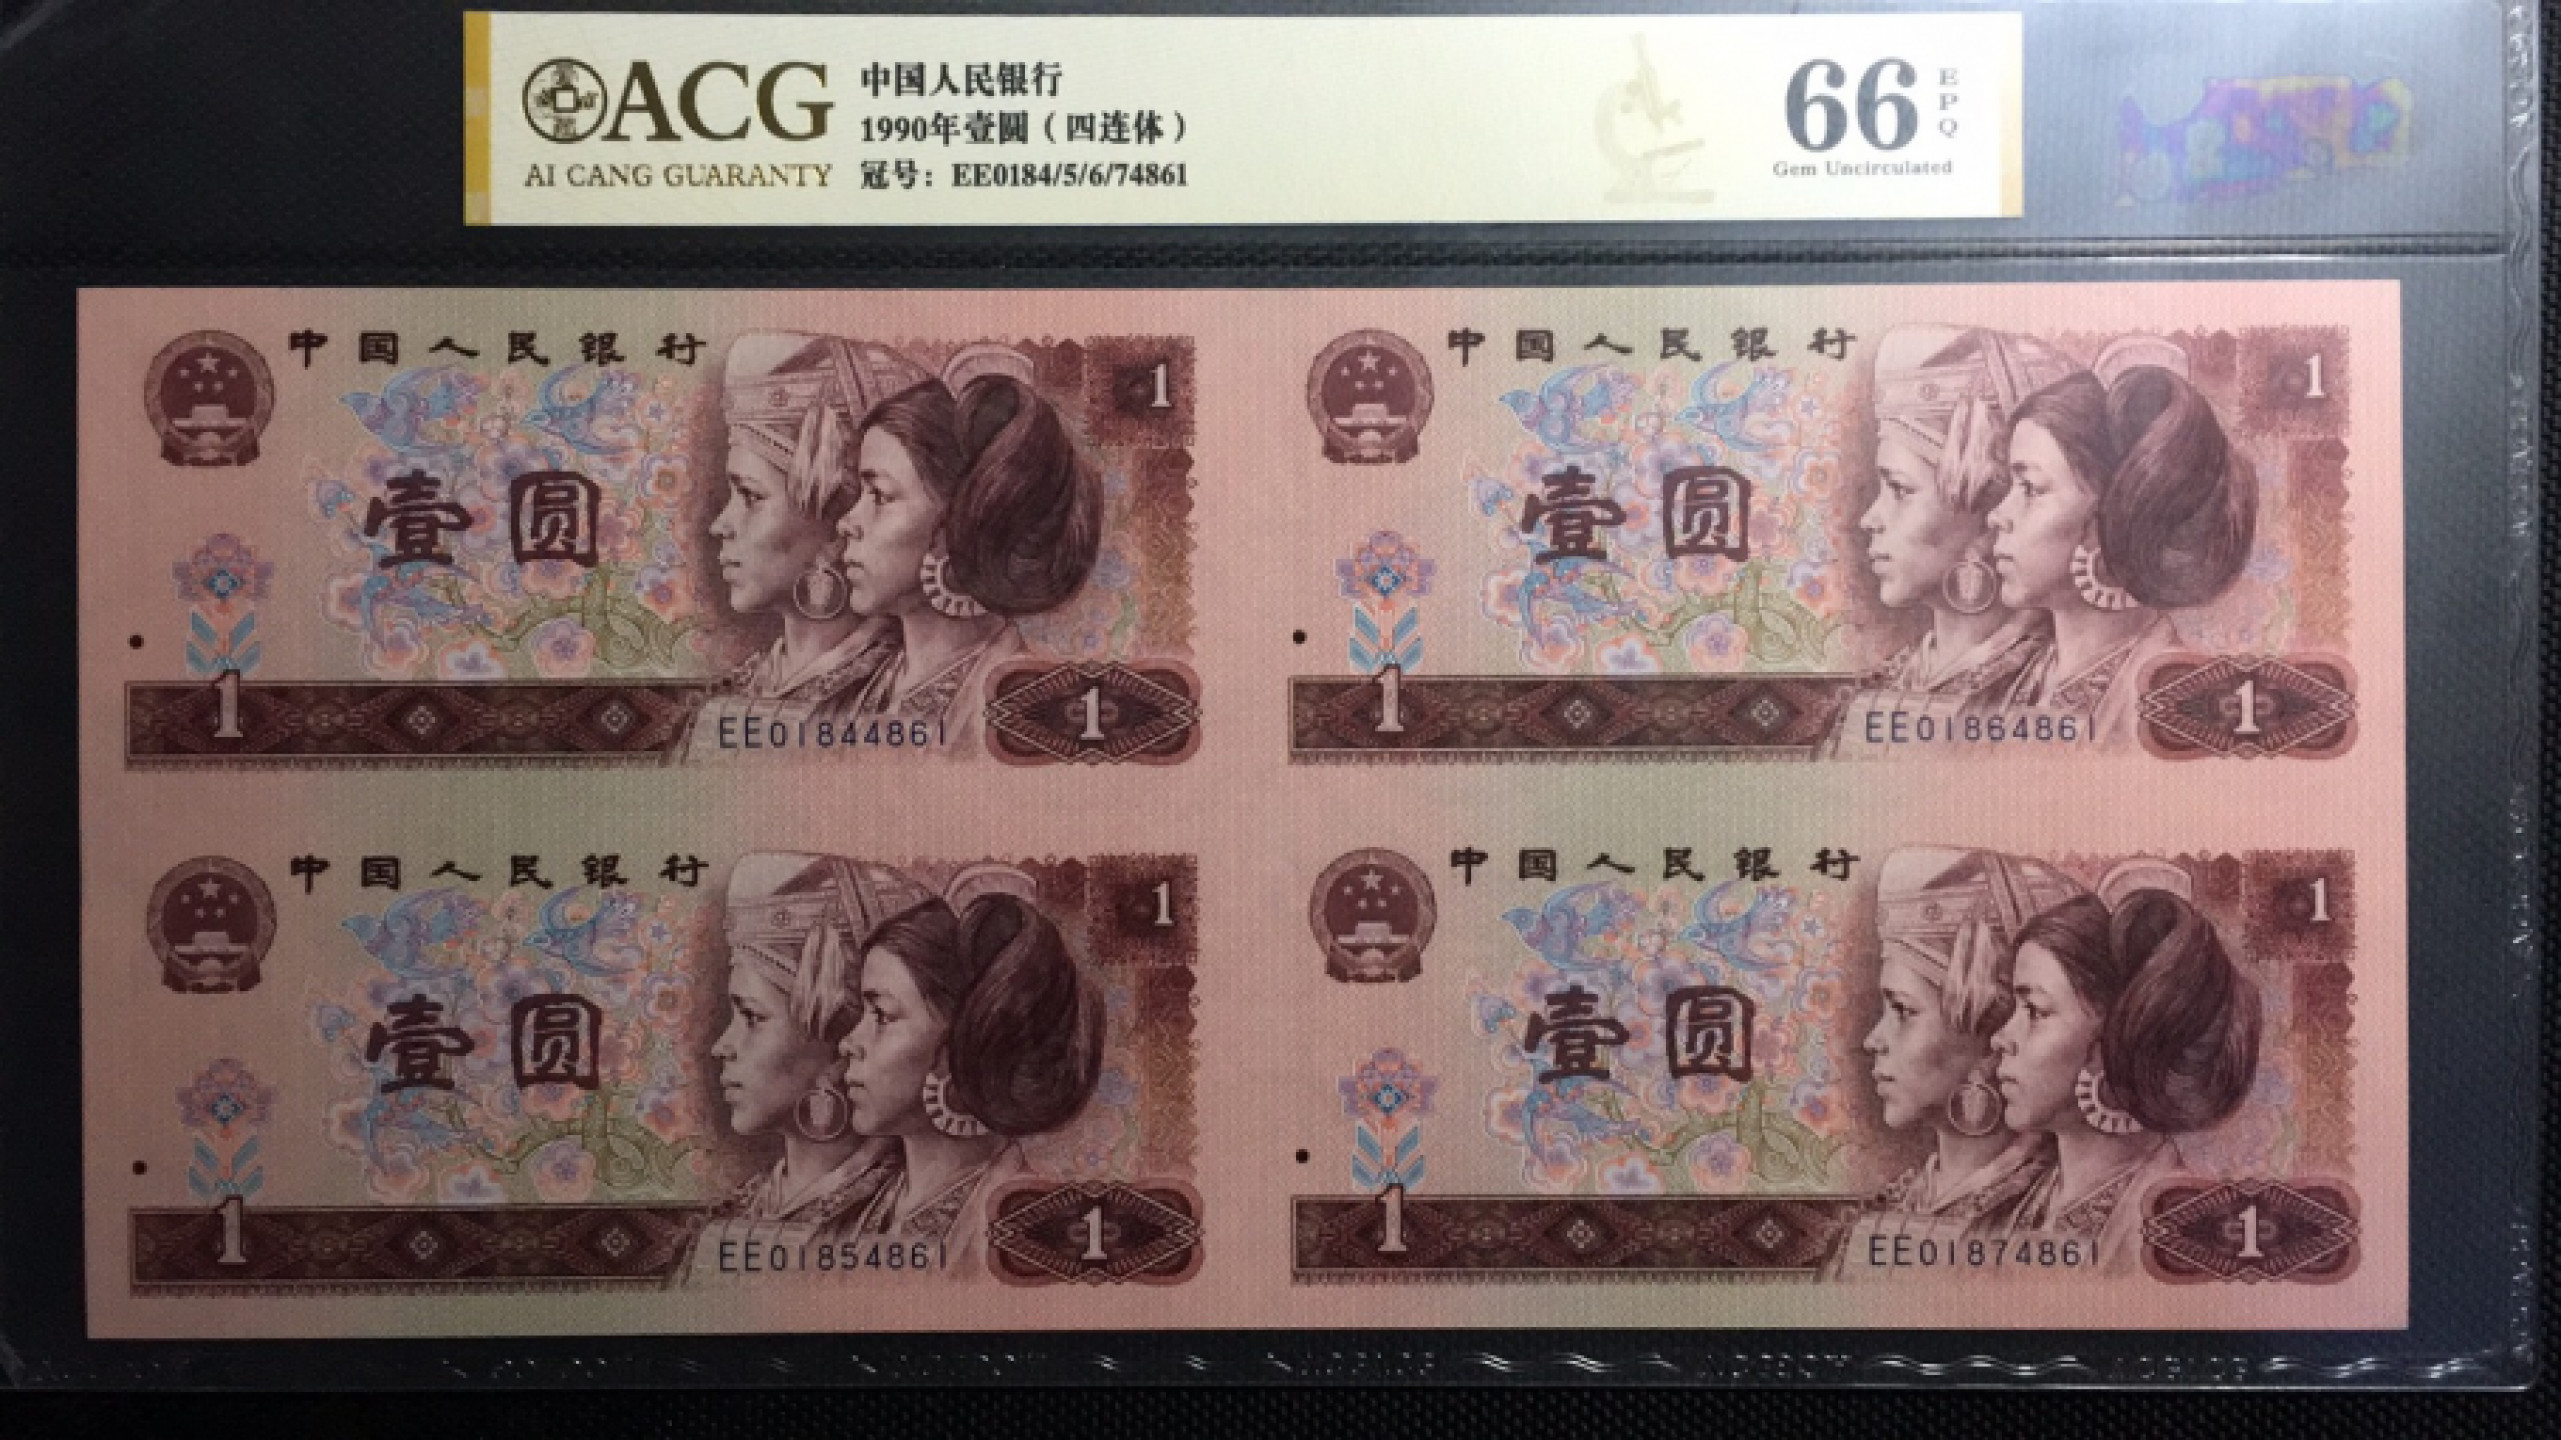 ACG
AI CANG GUARANTY
中国人民银行
1990年壹圆（四连体）
冠号：EE0184/5/6/74861
66 EPQ
Gem Uncirculated
中国人民银行
1
壹圆
1
EE01844861
1
中国人民银行
1
壹圆
1
EE01864861
1
中国人民银行
1
壹圆
1
EE01854861
1
中国人民银行
1
壹圆
1
EE01874861
1